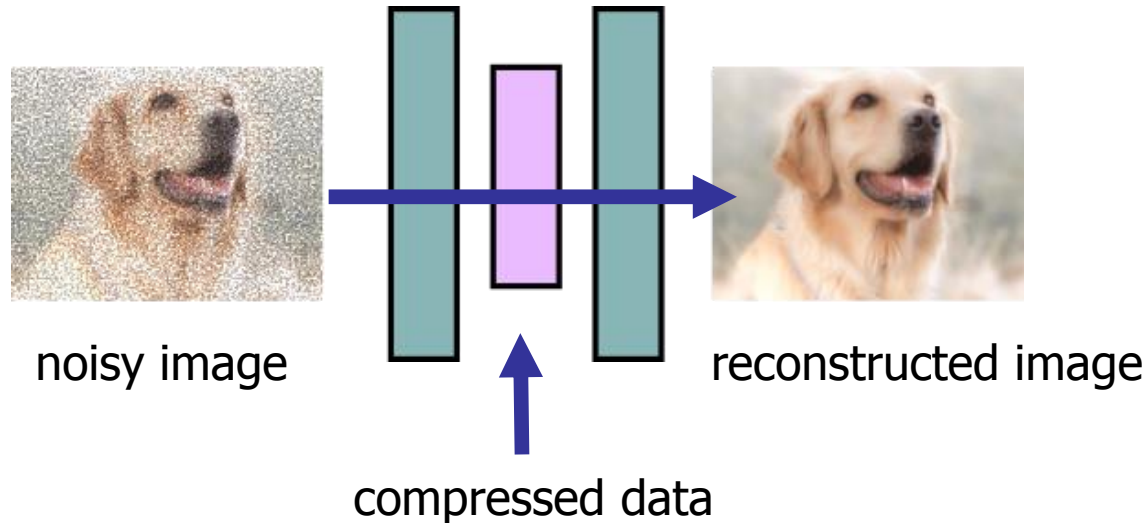 noisy image
reconstructed image
compressed data